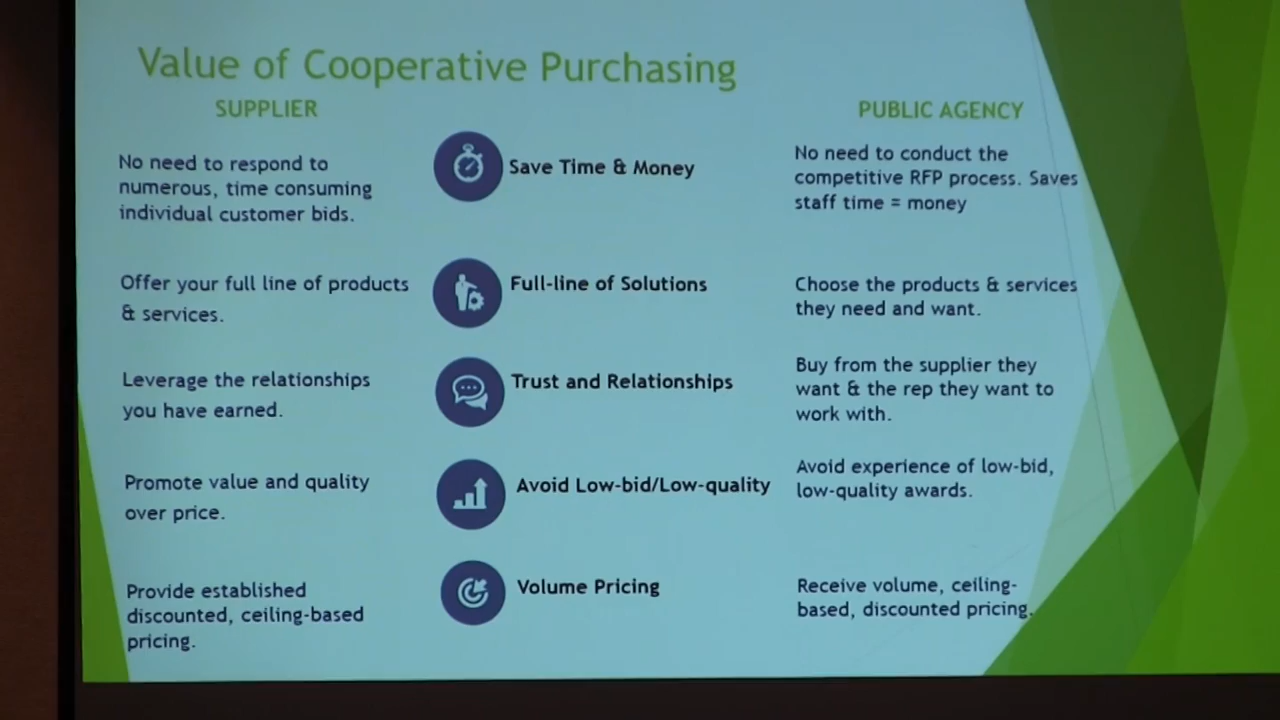 Value of Cooperative Purchasing
SUPPLIER
PUBLIC AGENCY
No need to respond to
numerous, time consuming
individual customer bids.
Save Time & Money
No need to conduct the
competitive RFP process. Saves
staff time = money
Offer your full line of products
& services.
Full-line of Solutions
Choose the products & services
they need and want.
Leverage the relationships
you have earned.
Trust and Relationships
Buy from the supplier they
want & the rep they want to
work with.
Promote value and quality
over price.
Avoid Low-bid/Low-quality
Avoid experience of low-bid,
low-quality awards.
Provide established
discounted, ceiling-based
pricing.
Volume Pricing
Receive volume, ceiling-
based, discounted pricing.